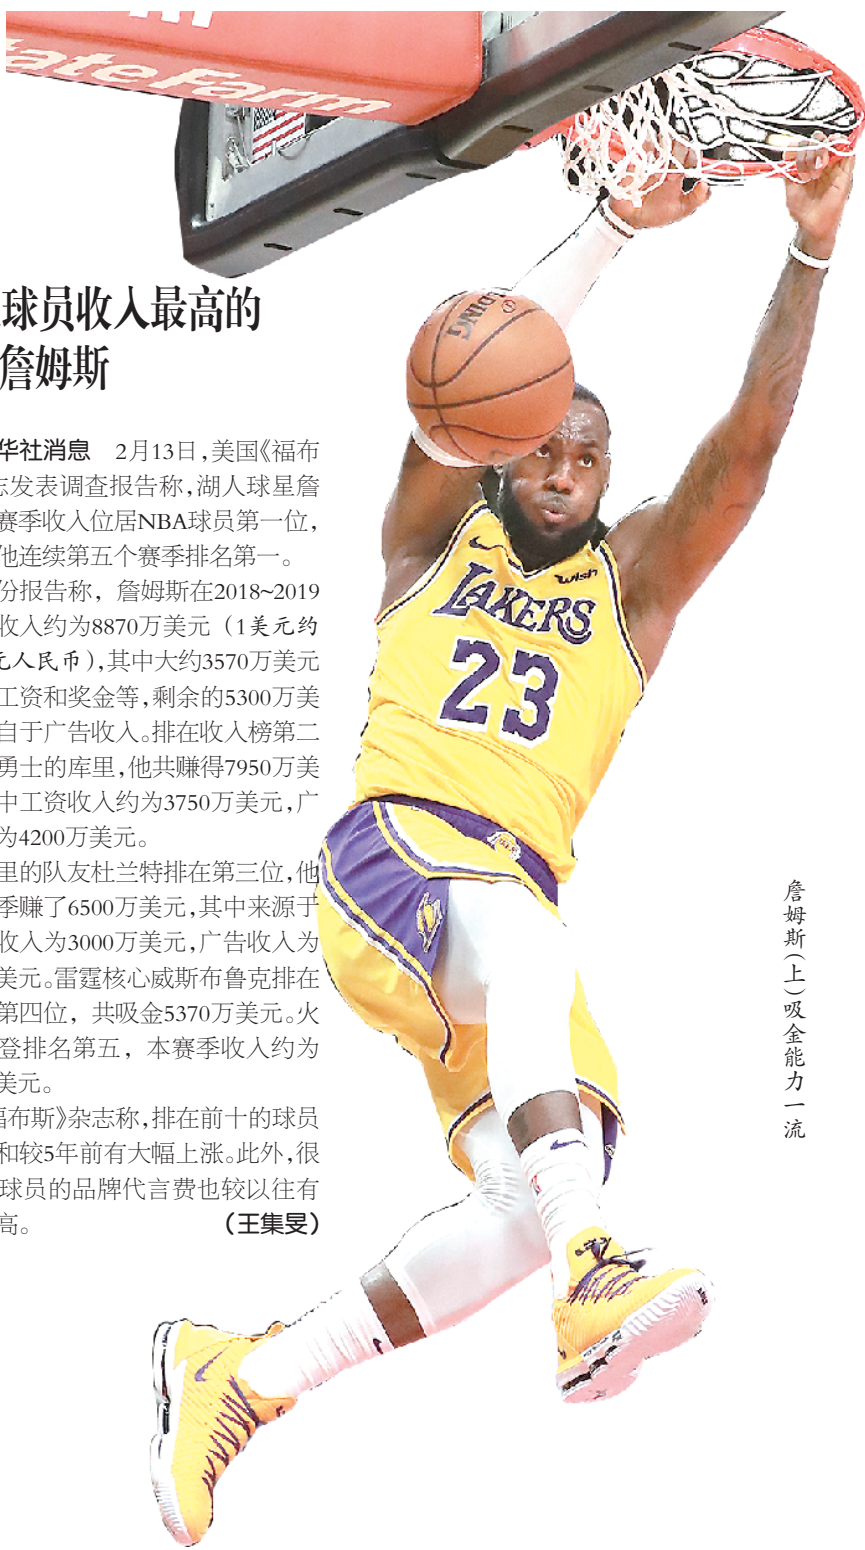 StateFarm
球员收入最高的
詹姆斯
华社消息 2月13日,美国《福布
志发表调查报告称,湖人球星詹
赛季收入位居NBA球员第一位,
他连续第五个赛季排名第一。
份报告称, 詹姆斯在2018~2019
收入约为8870万美元 (1美元约
元人民币),其中大约3570万美元
工资和奖金等,剩余的5300万美
自于广告收入。排在收入榜第二
勇士的库里,他共赚得7950万美
中工资收入约为3750万美元,广
为4200万美元。
里的队友杜兰特排在第三位,他
季赚了6500万美元,其中来源于
收入为3000万美元,广告收入为
美元。雷霆核心威斯布鲁克排在
第四位, 共吸金5370万美元。火
登排名第五, 本赛季收入约为
美元。
福布斯》杂志称,排在前十的球员
和较5年前有大幅上涨。此外,很
球员的品牌代言费也较以往有
高。 (王集旻)
wish
LAKERS
23
詹姆斯(上)吸金能力一流